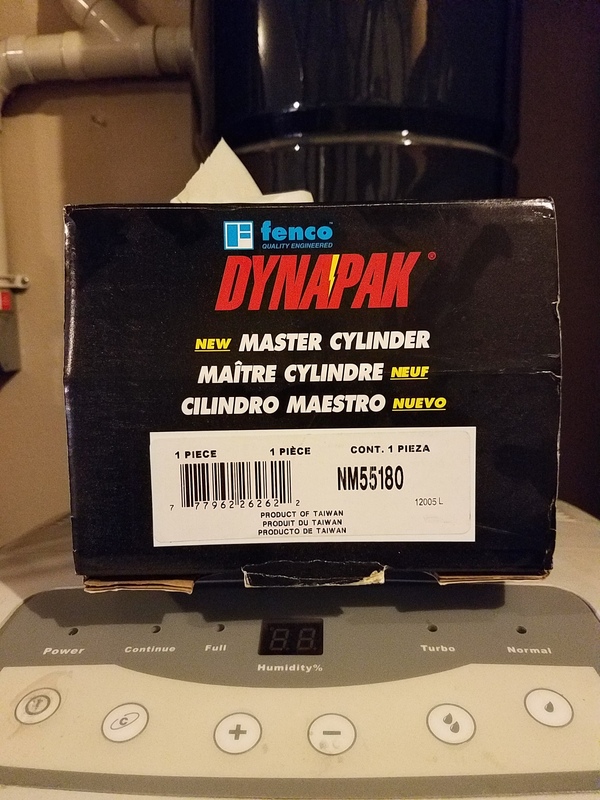 fenco™
QUALITY ENGINEERED
DYNAPAK®
NEW MASTER CYLINDER
MAÎTRE CYLINDRE NEUF
CILINDRO MAESTRO NUEVO
1 PIECE 1 PIÈCE CONT. 1 PIEZA
NM55180
7 77962 26262 2
12005 L
PRODUCT OF TAIWAN
PRODUIT DU TAIWAN
PRODUCTO DE TAIWAN
Power Continue Full Turbo Normal
Humidity%
C + −